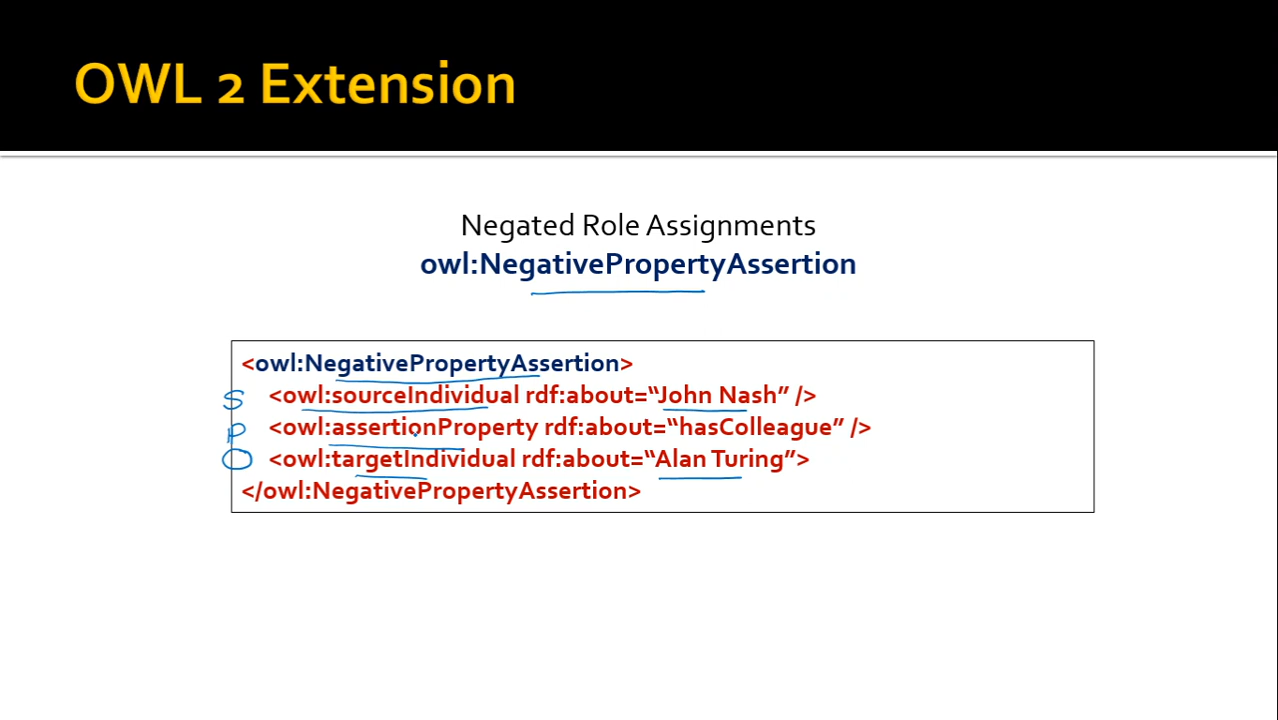 OWL 2 Extension
Negated Role Assignments
owl:NegativePropertyAssertion
<owl:NegativePropertyAssertion>
S <owl:sourceIndividual rdf:about=“John Nash” />
P <owl:assertionProperty rdf:about=“hasColleague” />
O <owl:targetIndividual rdf:about=“Alan Turing”>
</owl:NegativePropertyAssertion>